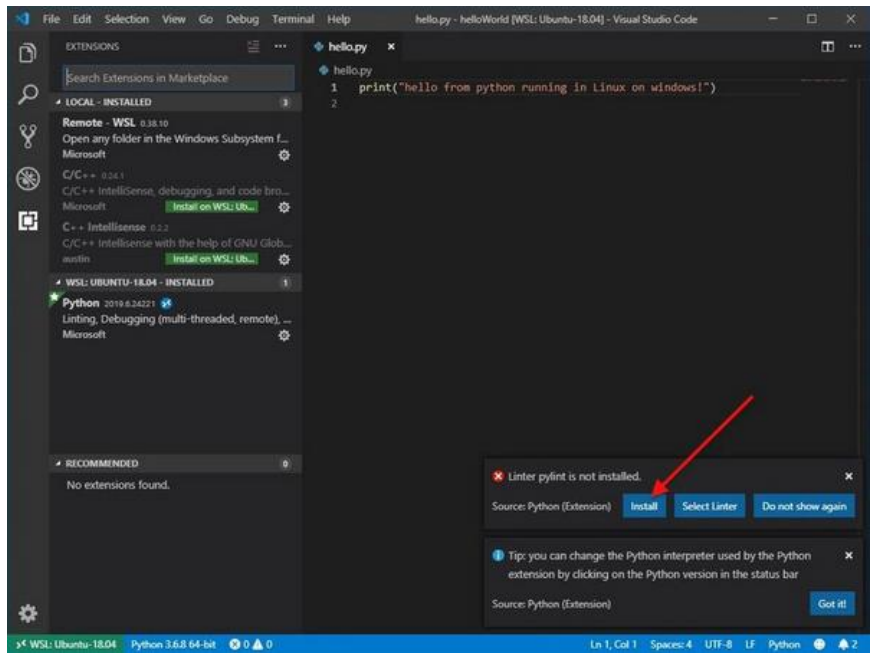 File Edit Selection View Go Debug Terminal Help hello.py - helloWorld [WSL: Ubuntu-18.04] - Visual Studio Code
EXTENSIONS
Search Extensions in Marketplace
LOCAL - INSTALLED 3
Remote - WSL 0.38.10
Open any folder in the Windows Subsystem f...
Microsoft
C/C++ 0.24.1
C/C++ IntelliSense, debugging, and code bro...
Microsoft Install on WSL: Ub...
C++ Intellisense 0.2.2
C/C++ Intellisense with the help of GNU Glob...
austin Install on WSL: Ub...
WSL: UBUNTU-18.04 - INSTALLED 1
Python 2019.6.24221
Linting, Debugging (multi-threaded, remote), ...
Microsoft
RECOMMENDED 0
No extensions found.
hello.py
hello.py
1 print("hello from python running in Linux on windows!")
2
Linter pylint is not installed.
Source: Python (Extension) Install Select Linter Do not show again
Tip: you can change the Python interpreter used by the Python
extension by clicking on the Python version in the status bar
Source: Python (Extension) Got it!
WSL: Ubuntu-18.04 Python 3.6.8 64-bit 0 0 Ln 1, Col 1 Spaces: 4 UTF-8 LF Python 2